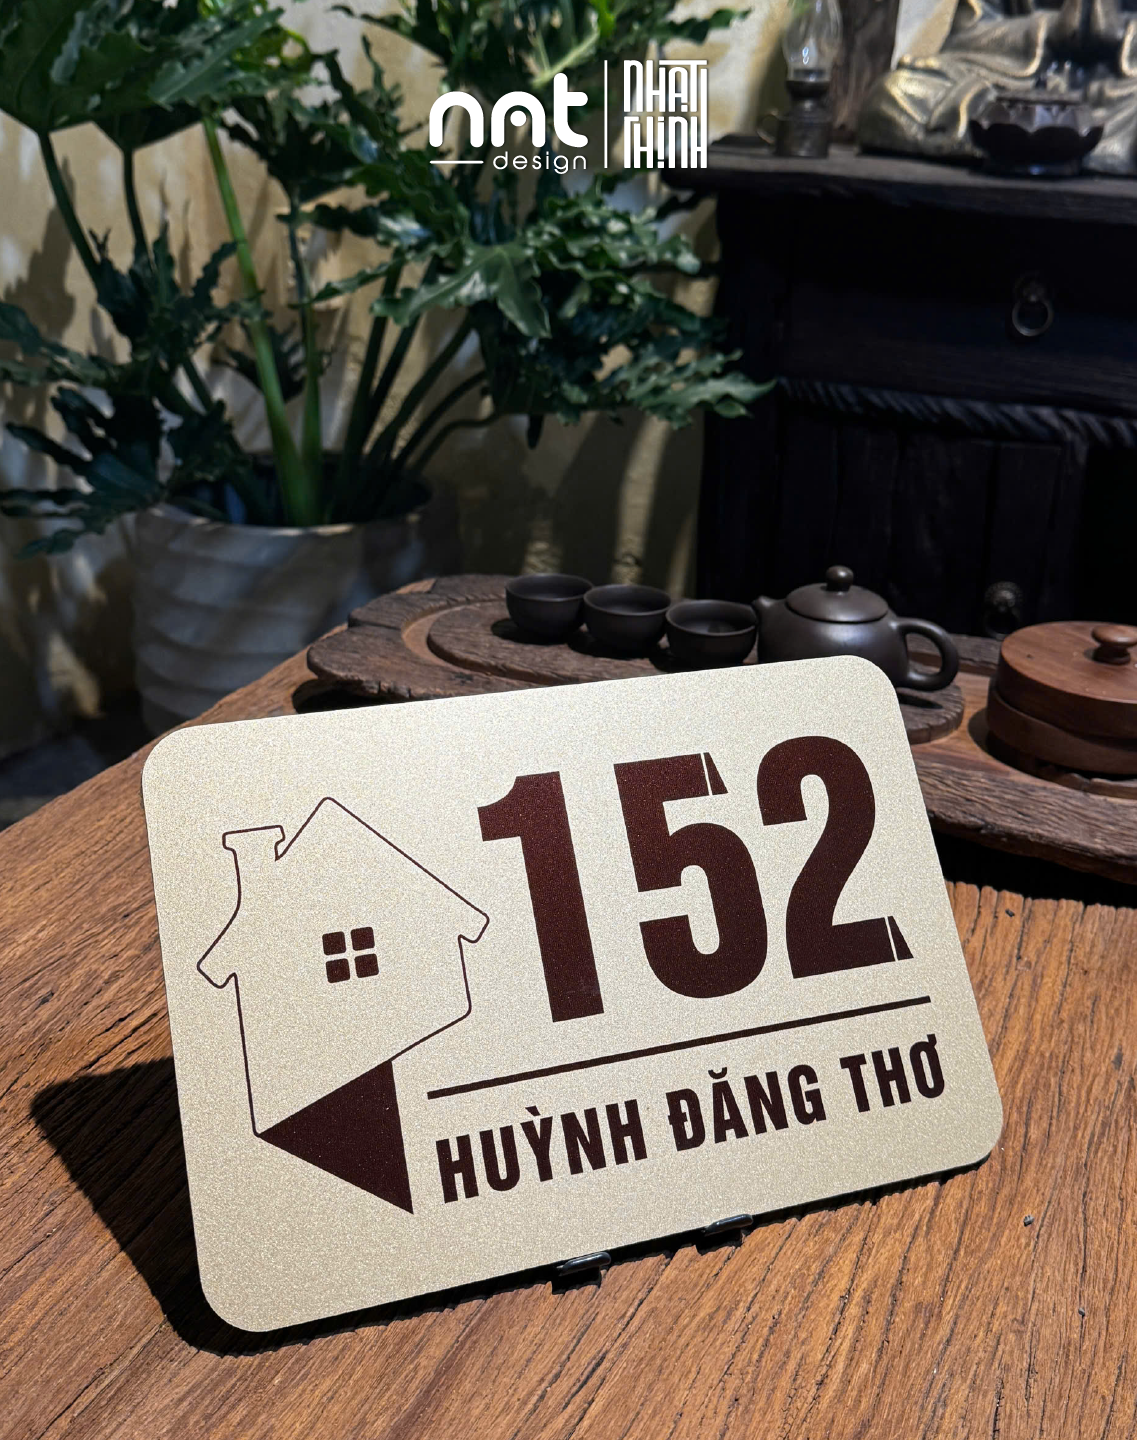 nat
design
NHẬT
THỊNH
152
HUỲNH ĐĂNG THƠ